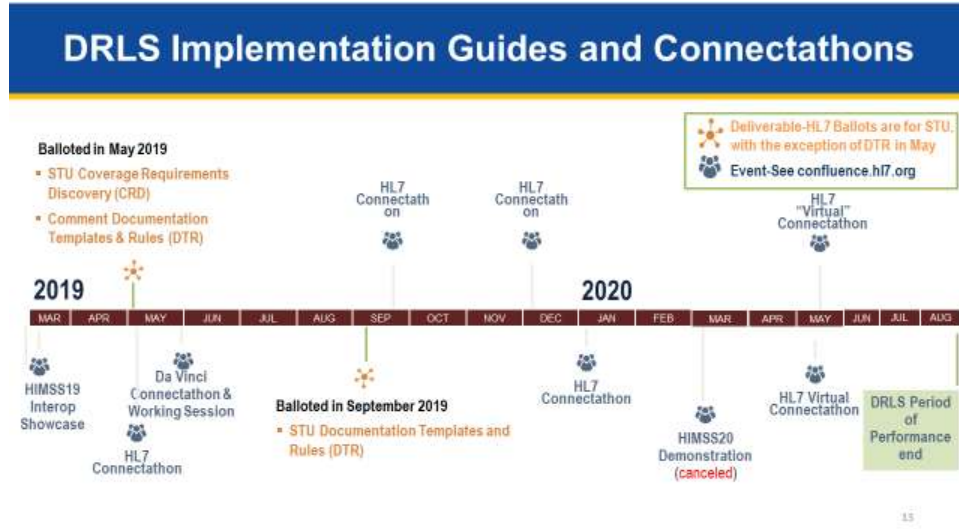 DRLS Implementation Guides and Connectathons
Deliverable-HL7 Ballots are for STU,
with the exception of DTR in May
Event-See confluence.hl7.org
Balloted in May 2019
▪ STU Coverage Requirements
Discovery (CRD)
▪ Comment Documentation
Templates & Rules (DTR)
HL7
Connectath
on
HL7
Connectath
on
HL7
"Virtual"
Connectathon
2019
2020
MAR APR MAY JUN JUL AUG SEP OCT NOV DEC JAN FEB MAR APR MAY JUN JUL AUG
HIMSS19
Interop
Showcase
HL7
Connectathon
Da Vinci
Connectathon &
Working Session
Balloted in September 2019
▪ STU Documentation Templates and
Rules (DTR)
HL7
Connectathon
HIMSS20
Demonstration
(canceled)
HL7 Virtual
Connectathon
DRLS Period
of
Performance
end